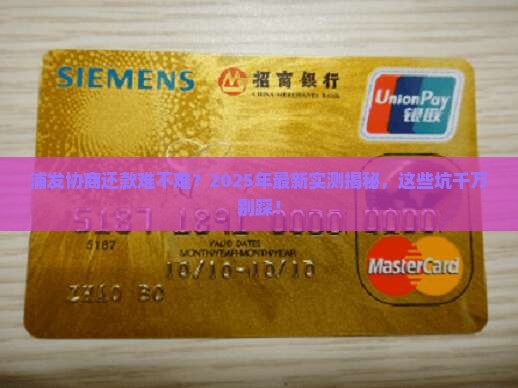 SIEMENS
招商银行
CHINA MERCHANTS BANK
UnionPay
银联
浦发协商还款难不难？2025年最新实测揭秘，这些坑千万
别踩！
5187 1891 0000 0000
5187
VALID DATES
MONTH/YEAR-MONTH/YEAR
10/10-10/10
ZHAO BO
MasterCard